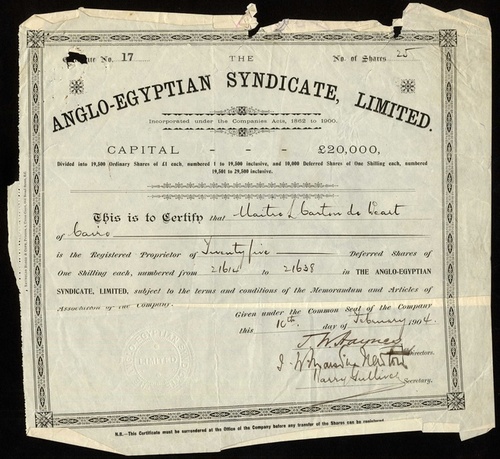 No. 17 THE No. of Shares 25
ANGLO-EGYPTIAN SYNDICATE, LIMITED.
Incorporated under the Companies Acts, 1862 to 1900.
CAPITAL - - - £20,000,
Divided into 19,500 Ordinary Shares of £1 each, numbered 1 to 19,500 inclusive, and 10,000 Deferred Shares of One Shilling each, numbered
19,501 to 29,500 inclusive.
This is to Certify that Maitre L Carton de Wiart
of Cairo
is the Registered Proprietor of Twenty five Deferred Shares of
One Shilling each, numbered from 21614 to 21638 in THE ANGLO-EGYPTIAN
SYNDICATE, LIMITED, subject to the terms and conditions of the Memorandum and Articles of
Association of the Company.
Given under the Common Seal of the Company
this 10th. day of February 1904.
T. W. Haynes
Directors.
Harry Sullivan
Secretary.
N.B.—This Certificate must be surrendered at the Office of the Company before any transfer of the Shares can be registered.